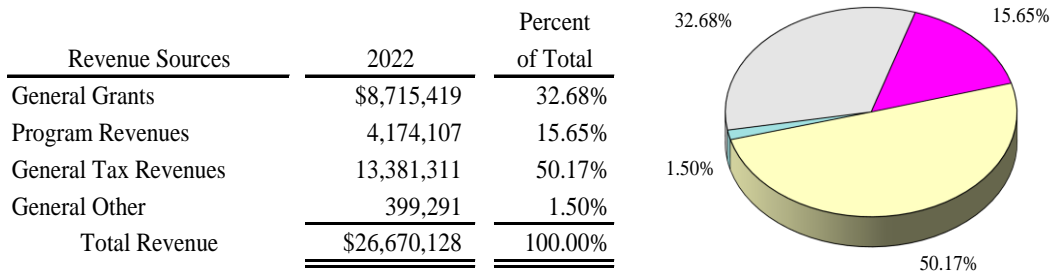 Percent
Revenue Sources 2022 of Total
General Grants $8,715,419 32.68%
Program Revenues 4,174,107 15.65%
General Tax Revenues 13,381,311 50.17%
General Other 399,291 1.50%
Total Revenue $26,670,128 100.00%
32.68%
15.65%
1.50%
50.17%